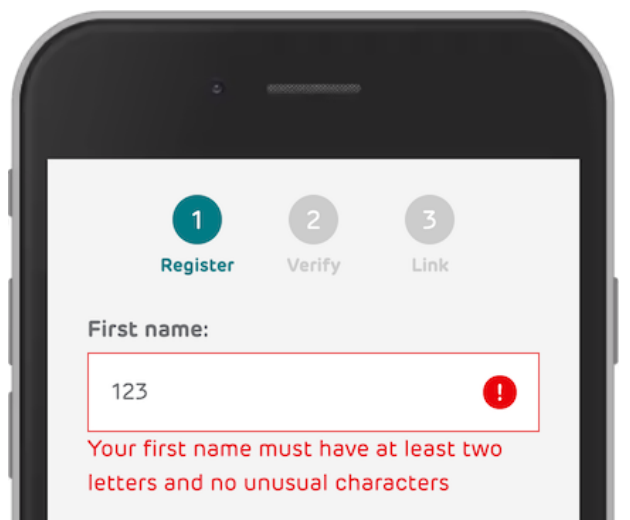 1
2
3
Register
Verify
Link
First name:
123
!
Your first name must have at least two
letters and no unusual characters